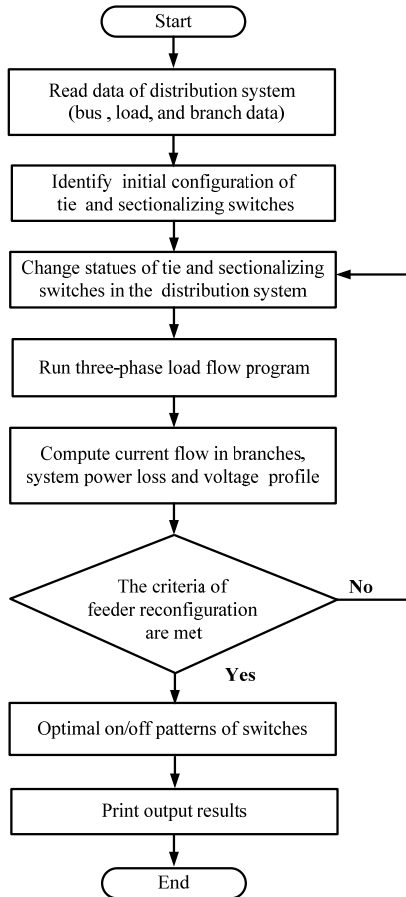 Start
Read data of distribution system
(bus , load, and branch data)
Identify initial configuration of
tie and sectionalizing switches
Change statues of tie and sectionalizing
switches in the distribution system
Run three-phase load flow program
Compute current flow in branches,
system power loss and voltage profile
The criteria of
feeder reconfiguration
are met
No
Yes
Optimal on/off patterns of switches
Print output results
End